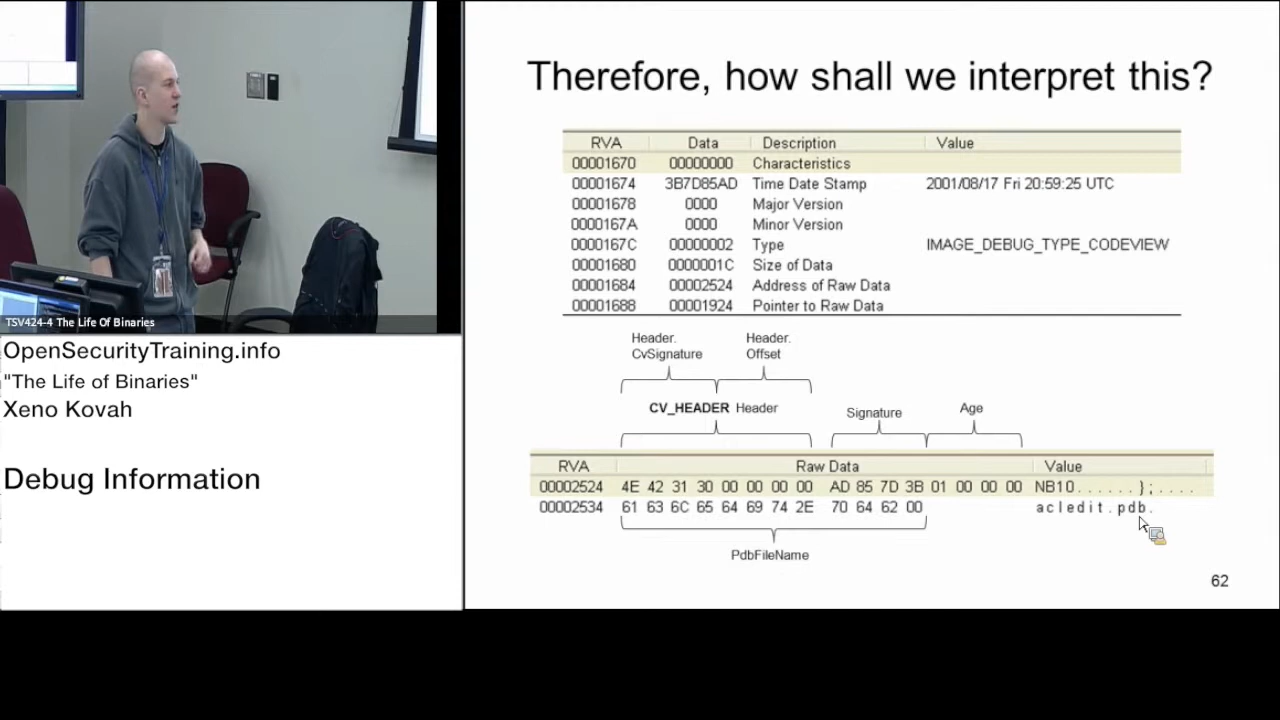 TSV424-4 The Life Of Binaries
OpenSecurityTraining.info
"The Life of Binaries"
Xeno Kovah
Debug Information
Therefore, how shall we interpret this?
RVA Data Description Value
00001670 00000000 Characteristics
00001674 3B7D85AD Time Date Stamp 2001/08/17 Fri 20:59:25 UTC
00001678 0000 Major Version
0000167A 0000 Minor Version
0000167C 00000002 Type IMAGE_DEBUG_TYPE_CODEVIEW
00001680 0000001C Size of Data
00001684 00002524 Address of Raw Data
00001688 00001924 Pointer to Raw Data
Header. Header.
CvSignature Offset
CV_HEADER Header Signature Age
RVA Raw Data Value
00002524 4E 42 31 30 00 00 00 00 AD 85 7D 3B 01 00 00 00 NB10......};....
00002534 61 63 6C 65 64 69 74 2E 70 64 62 00 acledit.pdb.
PdbFileName
62